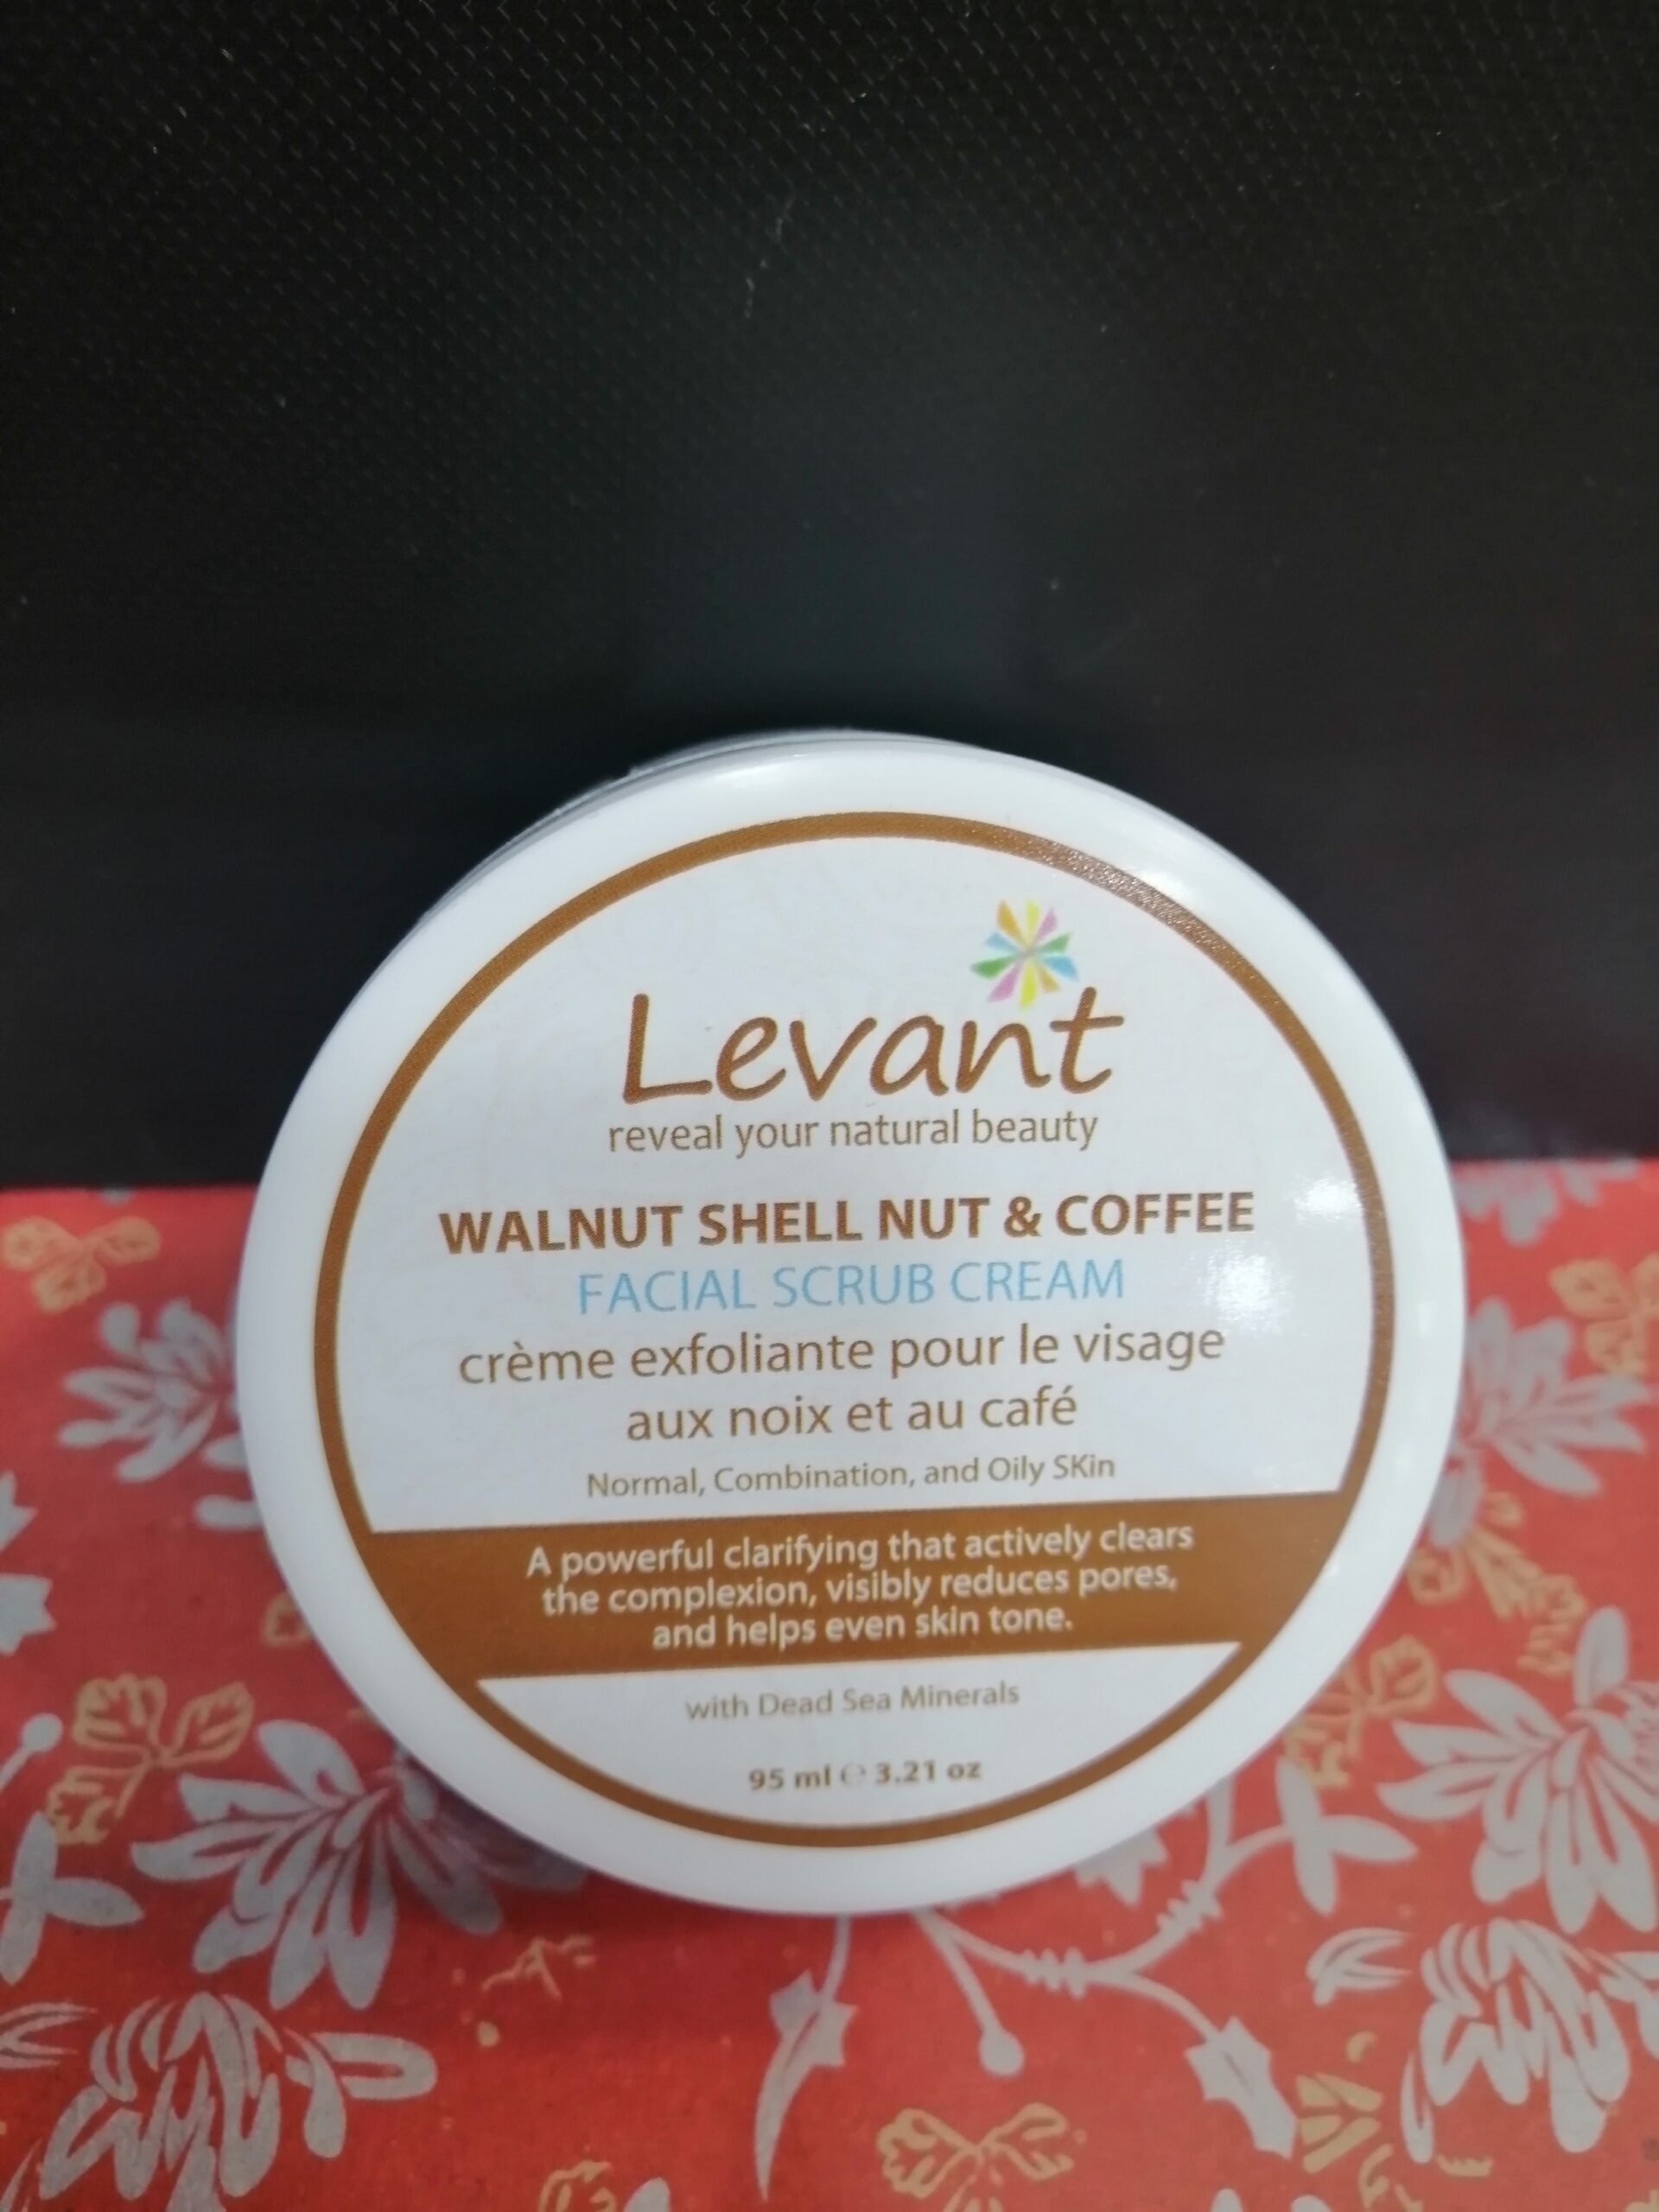 Levant
reveal your natural beauty
WALNUT SHELL NUT & COFFEE
FACIAL SCRUB CREAM
crème exfoliante pour le visage
aux noix et au café
Normal, Combination, and Oily SKin
A powerful clarifying that actively clears
the complexion, visibly reduces pores,
and helps even skin tone.
with Dead Sea Minerals
95 ml ℮ 3.21 oz